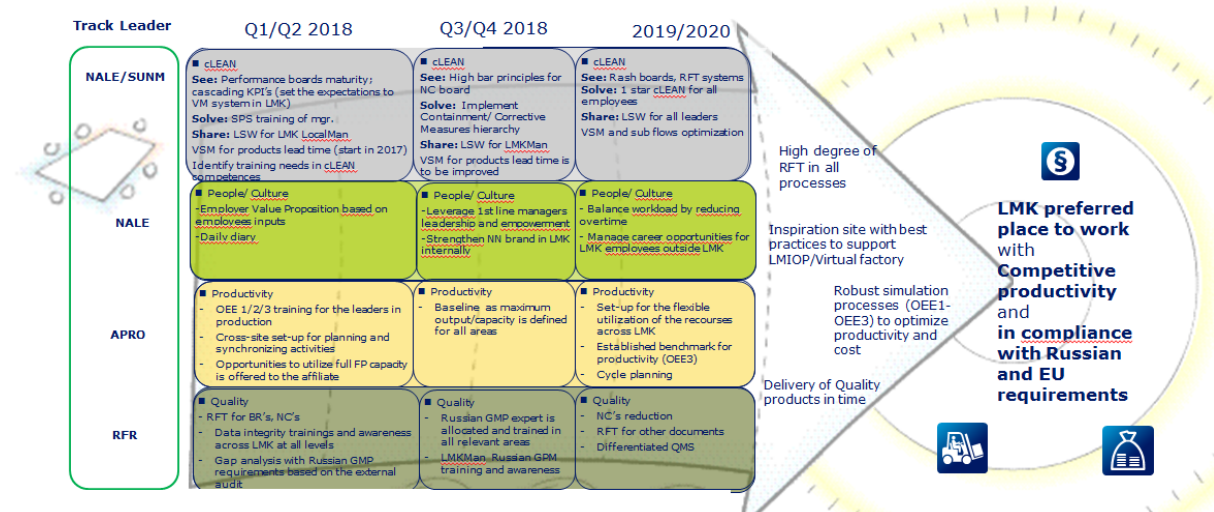 Track Leader
Q1/Q2 2018
Q3/Q4 2018
2019/2020
NALE/SUNM
■ cLEAN
See: Performance boards maturity;
cascading KPI's (set the expectations to
VM system in LMK)
Solve: SPS training of mgr.
Share: LSW for LMK LocalMan
VSM for products lead time (start in 2017)
Identify training needs in cLEAN
competences
■ cLEAN
See: High bar principles for
NC board
Solve: Implement
Containment/ Corrective
Measures hierarchy
Share: LSW for LMKMan
VSM for products lead time is
to be improved
■ cLEAN
See: Rash boards, RFT systems
Solve: 1 star cLEAN for all
employees
Share: LSW for all leaders
VSM and sub flows optimization
NALE
■ People/ Culture
-Employer Value Proposition based on
employees inputs
-Daily diary
■ People/ Culture
-Leverage 1st line managers
leadership and empowerment
-Strengthen NN brand in LMK
internally
■ People/ Culture
- Balance workload by reducing
overtime
- Manage career opportunities for
LMK employees outside LMK
APRO
■ Productivity
- OEE 1/2/3 training for the leaders in
production
- Cross-site set-up for planning and
synchronizing activities
- Opportunities to utilize full FP capacity
is offered to the affiliate
■ Productivity
- Baseline as maximum
output/capacity is defined
for all areas
■ Productivity
- Set-up for the flexible
utilization of the recourses
across LMK
- Established benchmark for
productivity (OEE3)
- Cycle planning
RFR
■ Quality
- RFT for BR's, NC's
- Data integrity trainings and awareness
across LMK at all levels
- Gap analysis with Russian GMP
requirements based on the external
audit
■ Quality
- Russian GMP expert is
allocated and trained in
all relevant areas
- LMKMan Russian GPM
training and awareness
■ Quality
- NC's reduction
- RFT for other documents
- Differentiated QMS
High degree of
RFT in all
processes
Inspiration site with best
practices to support
LMIOP/Virtual factory
Robust simulation
processes (OEE1-
OEE3) to optimize
productivity and
cost
Delivery of Quality
products in time
§
LMK preferred
place to work
with
Competitive
productivity
and
in compliance
with Russian
and EU
requirements